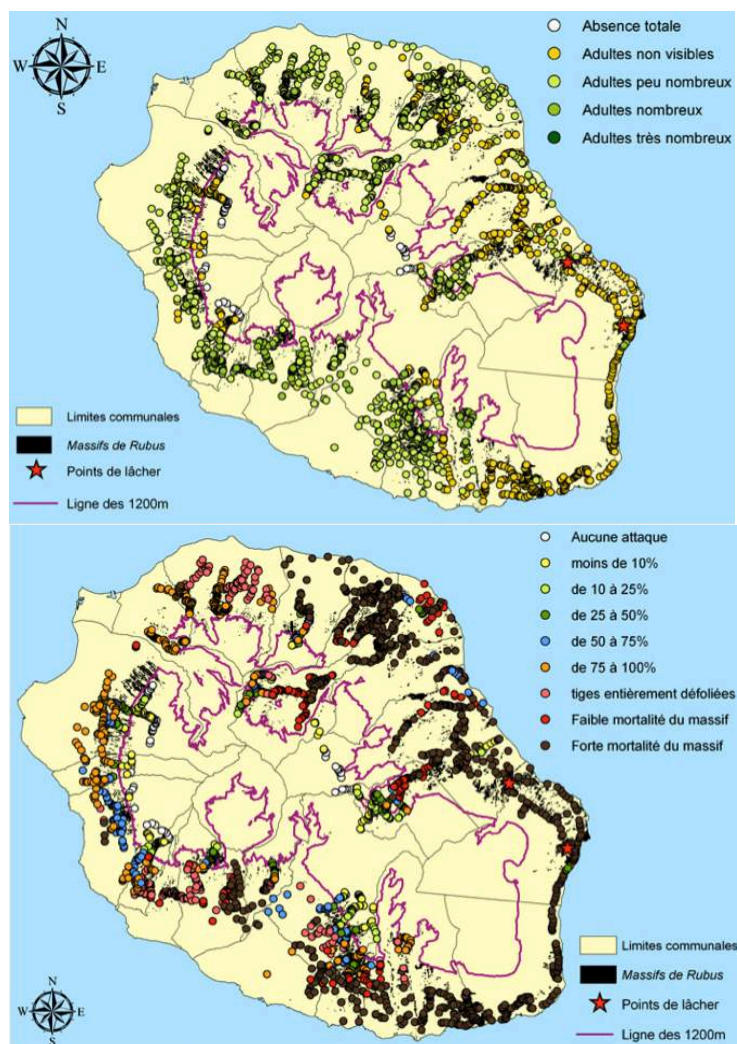 N
W E
S
Absence totale
Adultes non visibles
Adultes peu nombreux
Adultes nombreux
Adultes très nombreux
Limites communales
Massifs de Rubus
Points de lâcher
Ligne des 1200m
Aucune attaque
moins de 10%
de 10 à 25%
de 25 à 50%
de 50 à 75%
de 75 à 100%
tiges entièrement défoliées
Faible mortalité du massif
Forte mortalité du massif
N
W E
S
Limites communales
Massifs de Rubus
Points de lâcher
Ligne des 1200m